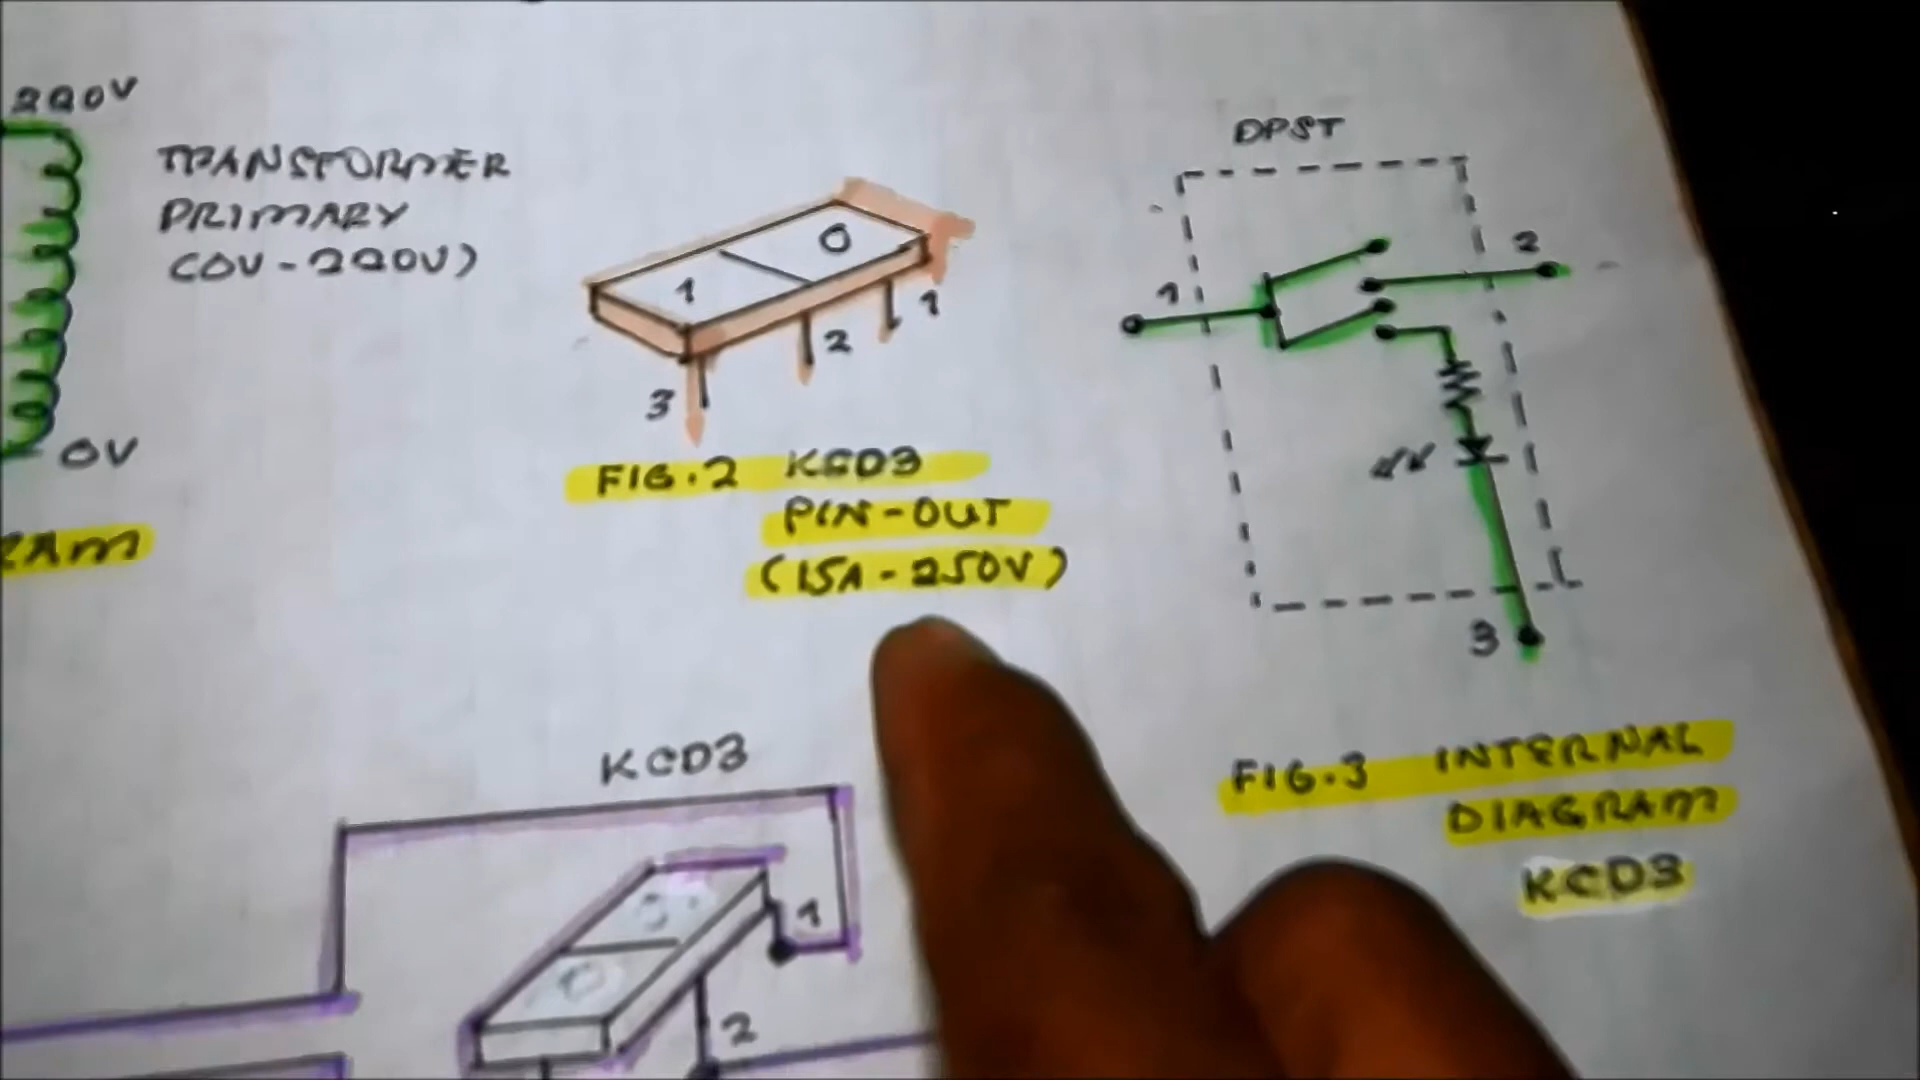 220V
TRANSFORMER
PRIMARY
(0V-220V)
0V
RAM
1
0
1
2
3
FIG.2 KCD3
PIN-OUT
(15A-250V)
DPST
1
2
3
FIG.3 INTERNAL
DIAGRAM
KCD3
KCD3
1
2